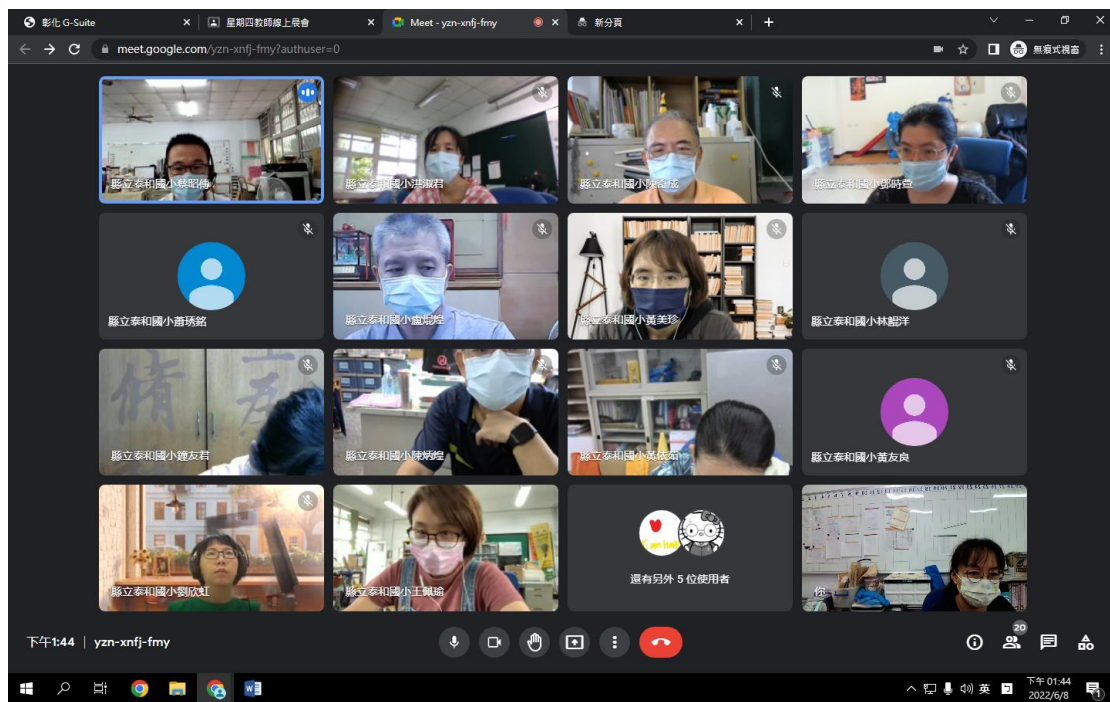 彰化 G-Suite
星期四教師線上晨會
Meet - yzn-xnfj-fmy
新分頁
meet.google.com/yzn-xnfj-fmy?authuser=0
無痕式視窗
縣立泰和國小蔡昭傳
縣立泰和國小洪淑君
縣立泰和國小陳奇成
縣立泰和國小鄧時萱
縣立泰和國小蕭琇銘
縣立泰和國小盧焜煌
縣立泰和國小黃美珍
縣立泰和國小林鯤洋
縣立泰和國小鐘友君
縣立泰和國小陳炳煌
縣立泰和國小黃依茹
縣立泰和國小黃友良
縣立泰和國小劉欣虹
縣立泰和國小王佩瑜
還有另外 5 位使用者
你
下午1:44 | yzn-xnfj-fmy
20
英
下午 01:44
2022/6/8
1